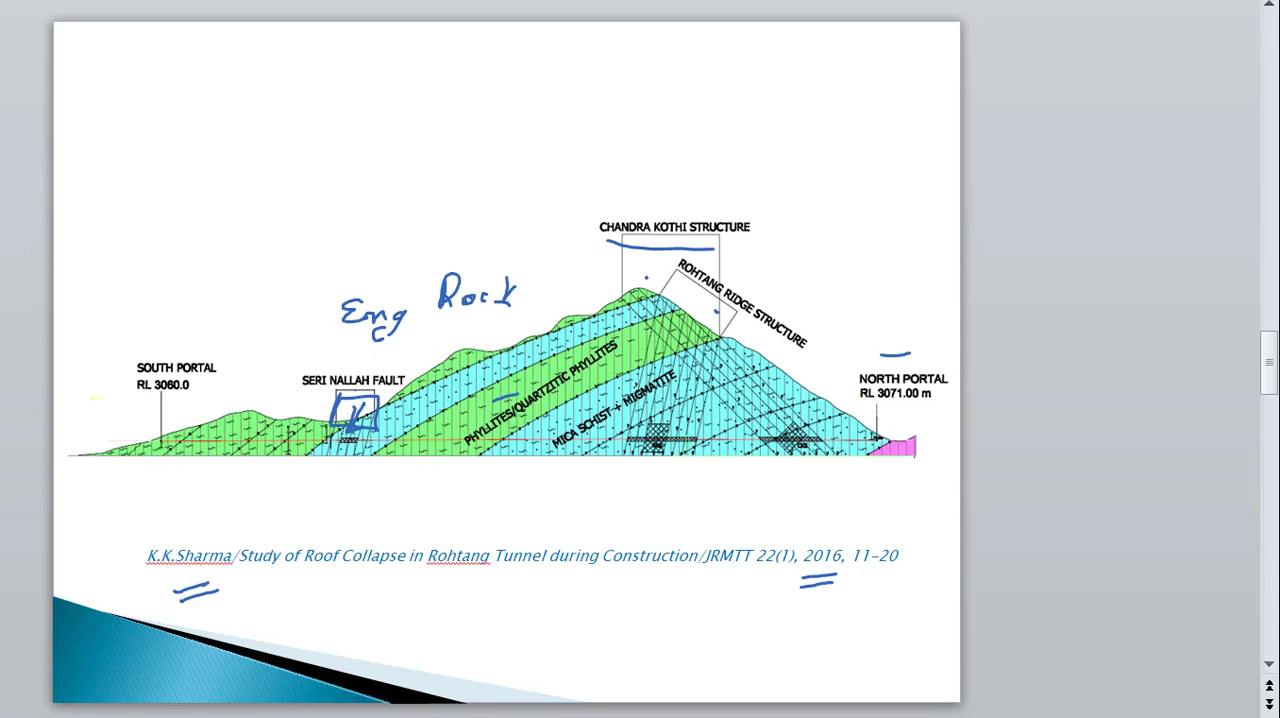 CHANDRA KOTHI STRUCTURE
ROHTANG RIDGE STRUCTURE
Eng Rock
SOUTH PORTAL
RL 3060.0
SERI NALLAH FAULT
NORTH PORTAL
RL 3071.00 m
PHYLLITES/QUARTZITIC PHYLLITES
MICA SCHIST + MIGMATITE
K.K.Sharma/Study of Roof Collapse in Rohtang Tunnel during Construction/JRMTT 22(1), 2016, 11-20